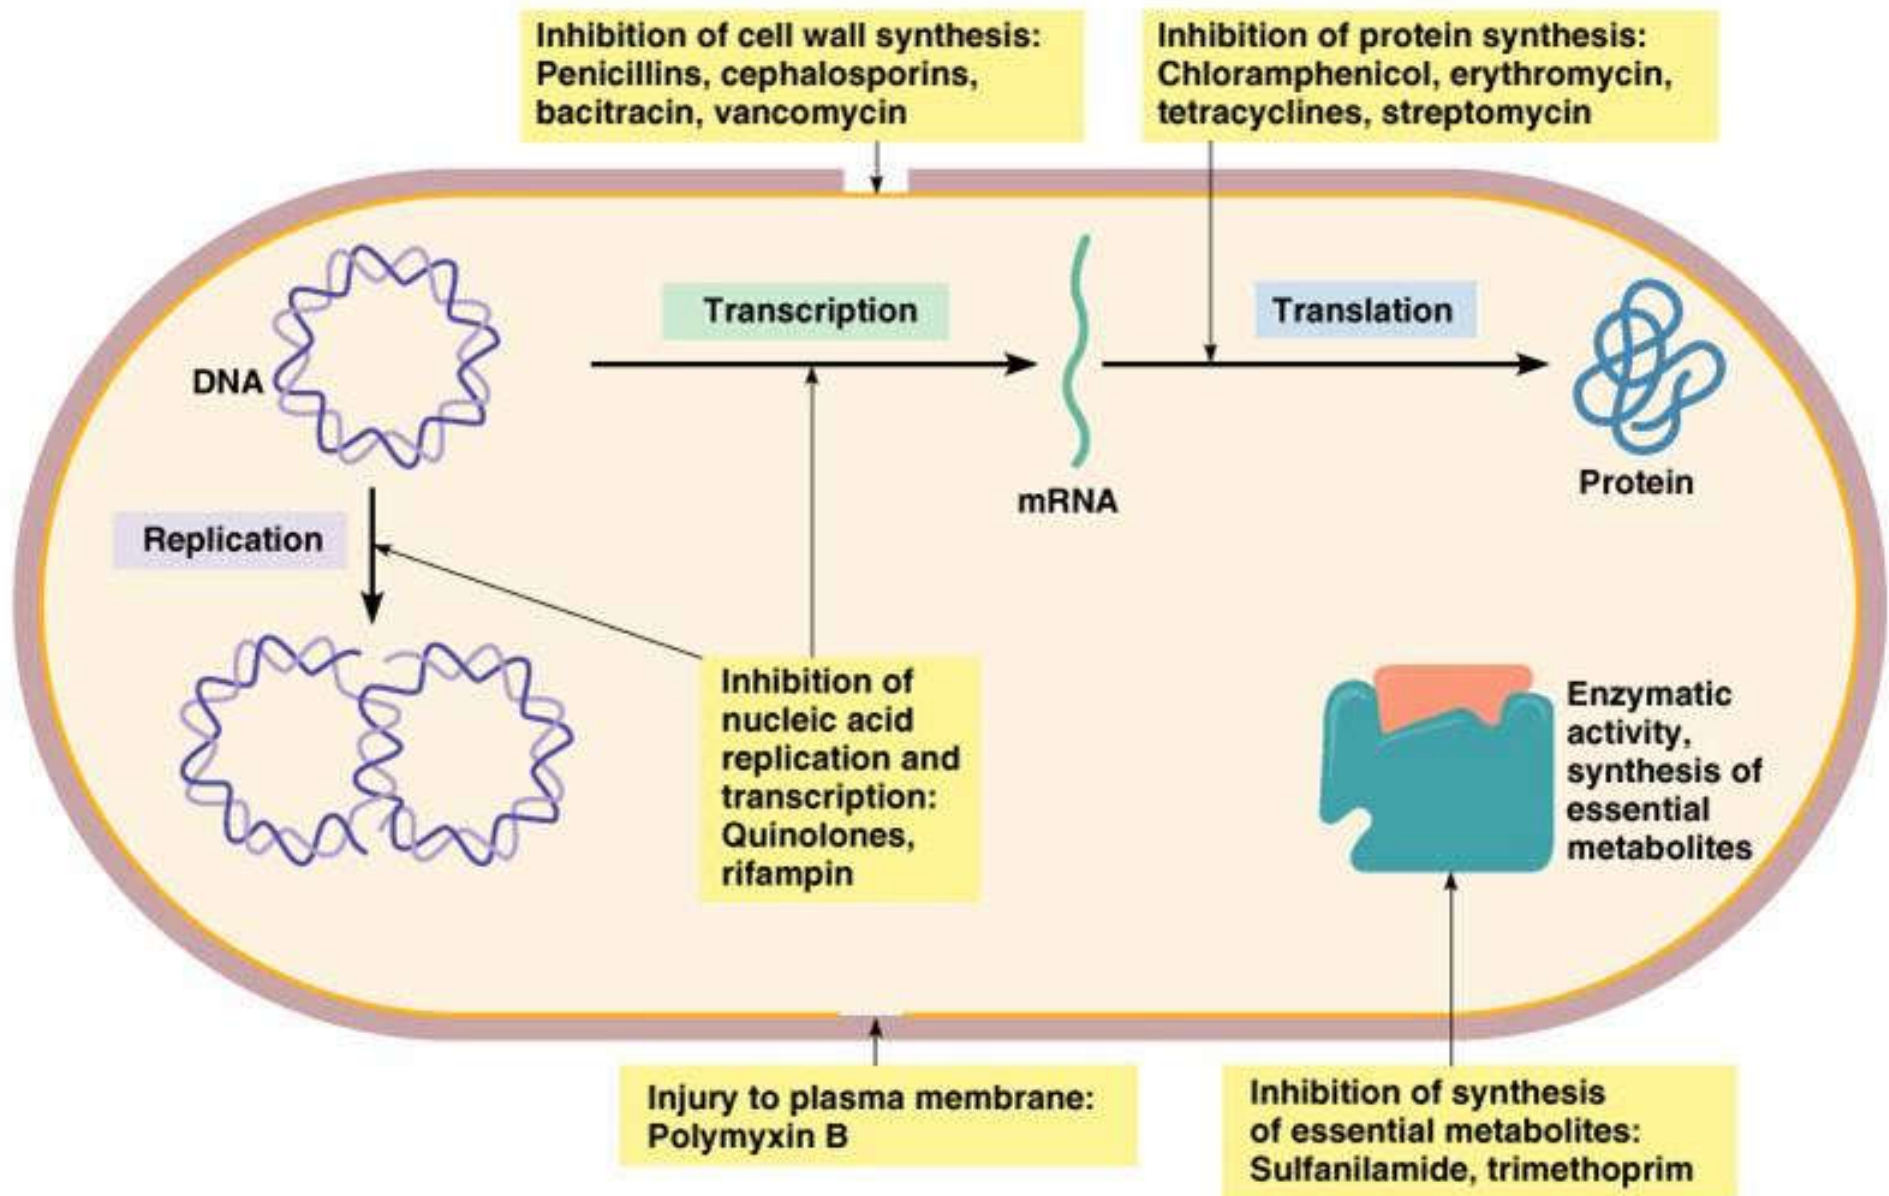 Inhibition of cell wall synthesis:
Penicillins, cephalosporins,
bacitracin, vancomycin
Inhibition of protein synthesis:
Chloramphenicol, erythromycin,
tetracyclines, streptomycin
Transcription
Translation
DNA
mRNA
Protein
Replication
Inhibition of
nucleic acid
replication and
transcription:
Quinolones,
rifampin
Enzymatic
activity,
synthesis of
essential
metabolites
Injury to plasma membrane:
Polymyxin B
Inhibition of synthesis
of essential metabolites:
Sulfanilamide, trimethoprim